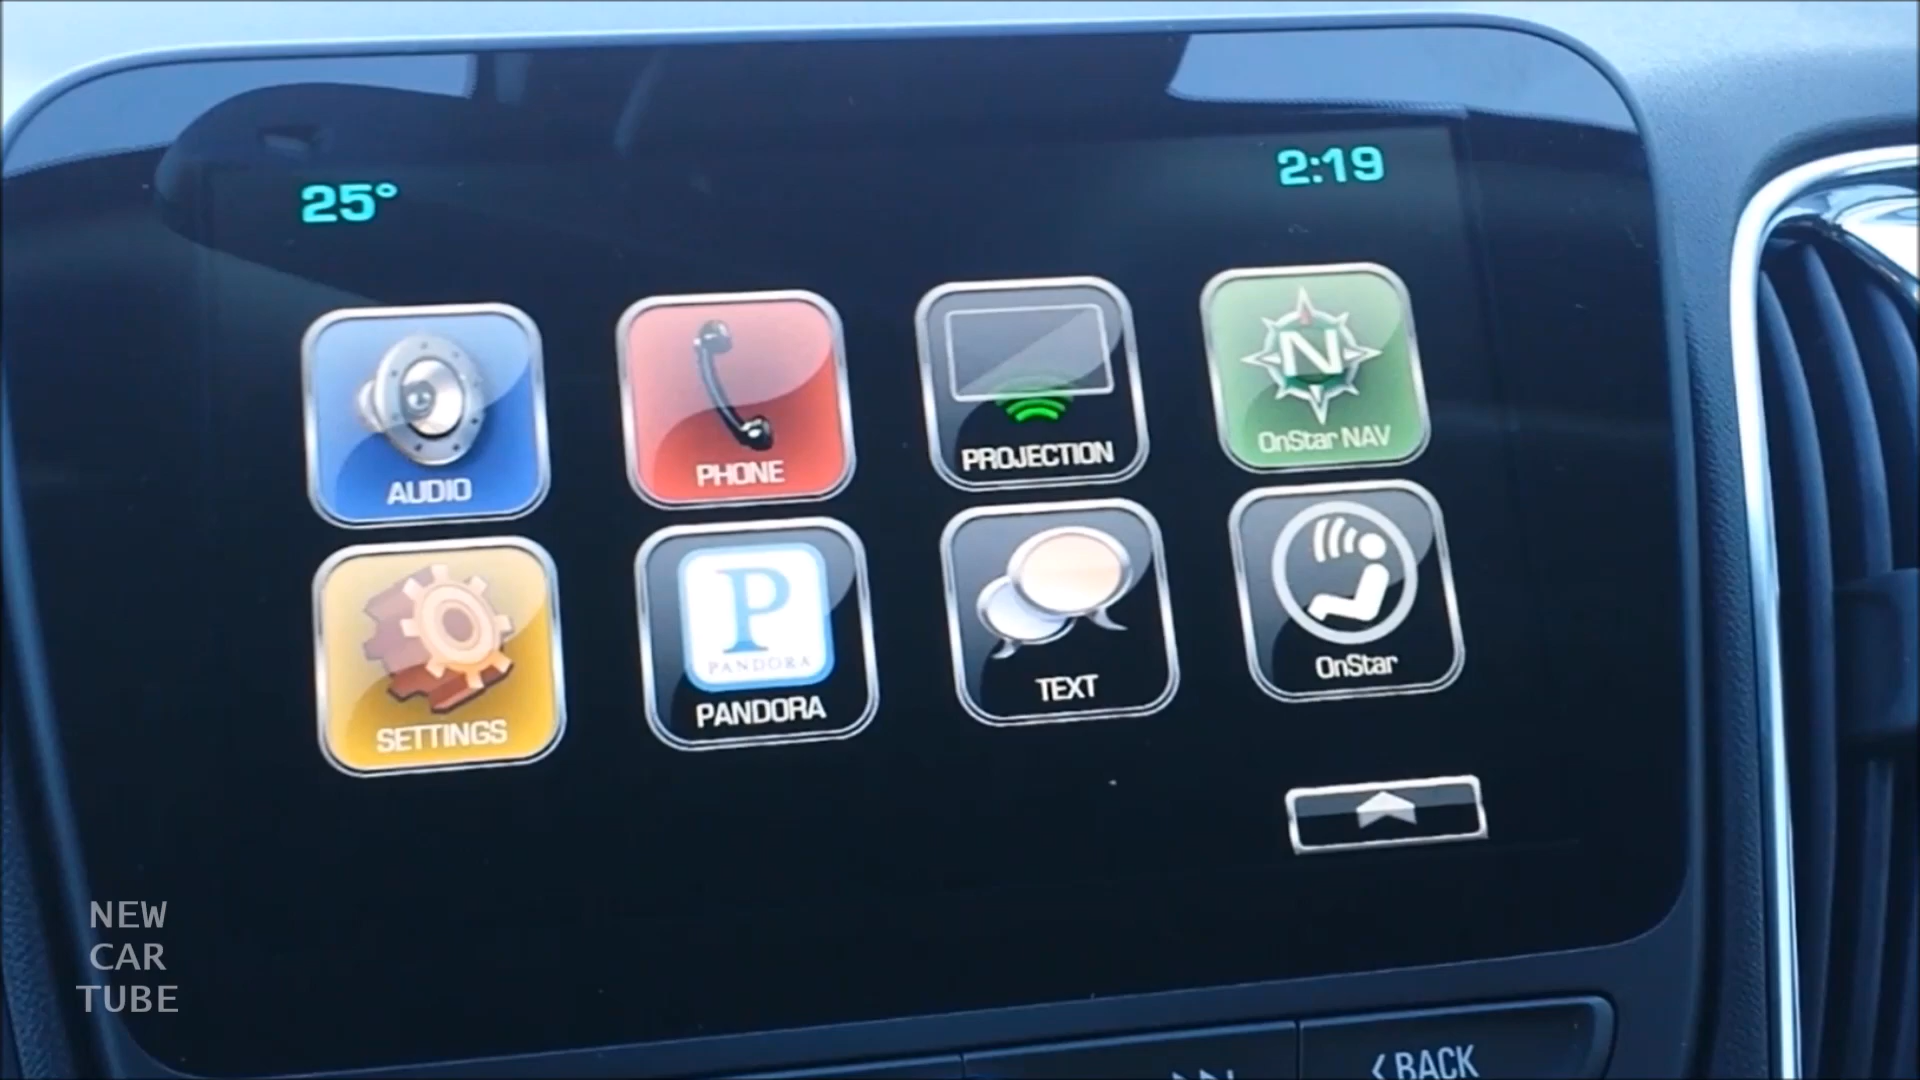 25°
2:19
AUDIO
PHONE
PROJECTION
N
OnStar NAV
SETTINGS
P
PANDORA
PANDORA
TEXT
OnStar
NEW
CAR
TUBE
BACK